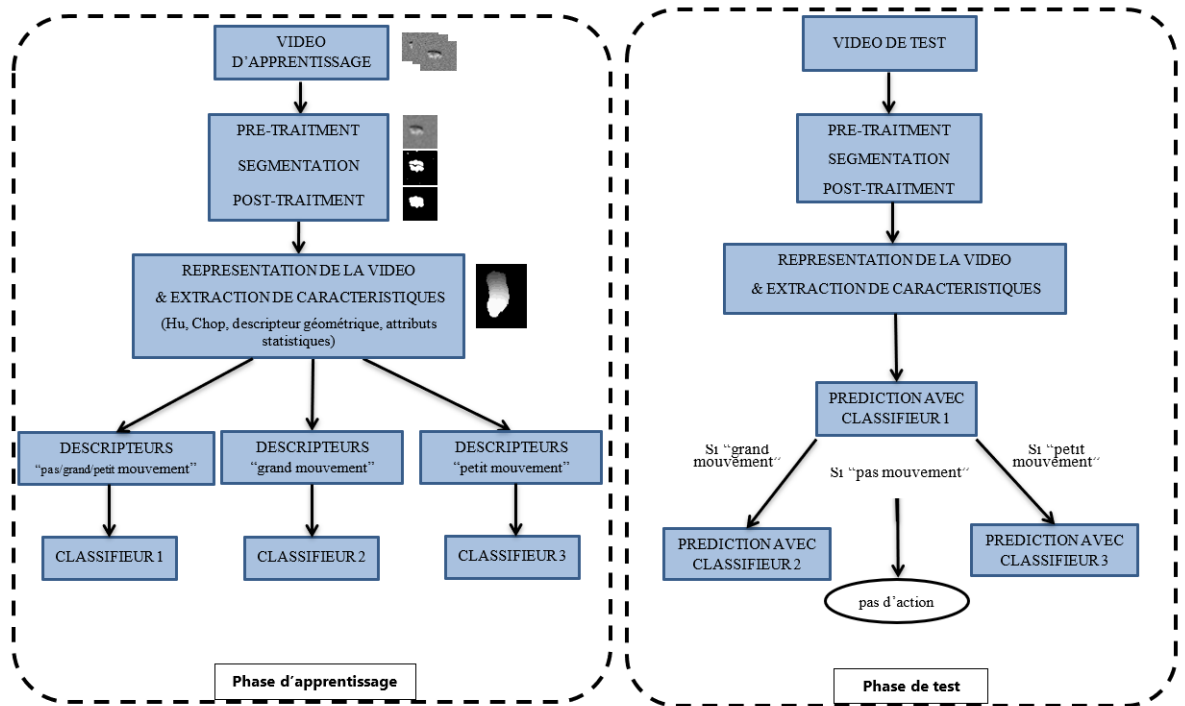 VIDEO
D’APPRENTISSAGE
PRE-TRAITMENT
SEGMENTATION
POST-TRAITMENT
REPRESENTATION DE LA VIDEO
& EXTRACTION DE CARACTERISTIQUES
(Hu, Chop, descripteur géométrique, attributs
statistiques)
DESCRIPTEURS
“pas/grand/petit mouvement”
DESCRIPTEURS
“grand mouvement”
DESCRIPTEURS
“petit mouvement”
CLASSIFIEUR 1
CLASSIFIEUR 2
CLASSIFIEUR 3
Phase d’apprentissage
VIDEO DE TEST
PRE-TRAITMENT
SEGMENTATION
POST-TRAITMENT
REPRESENTATION DE LA VIDEO
& EXTRACTION DE CARACTERISTIQUES
PREDICTION AVEC
CLASSIFIEUR 1
Si “grand
mouvement”
Si “pas mouvement”
Si “petit
mouvement”
PREDICTION AVEC
CLASSIFIEUR 2
PREDICTION AVEC
CLASSIFIEUR 3
pas d’action
Phase de test